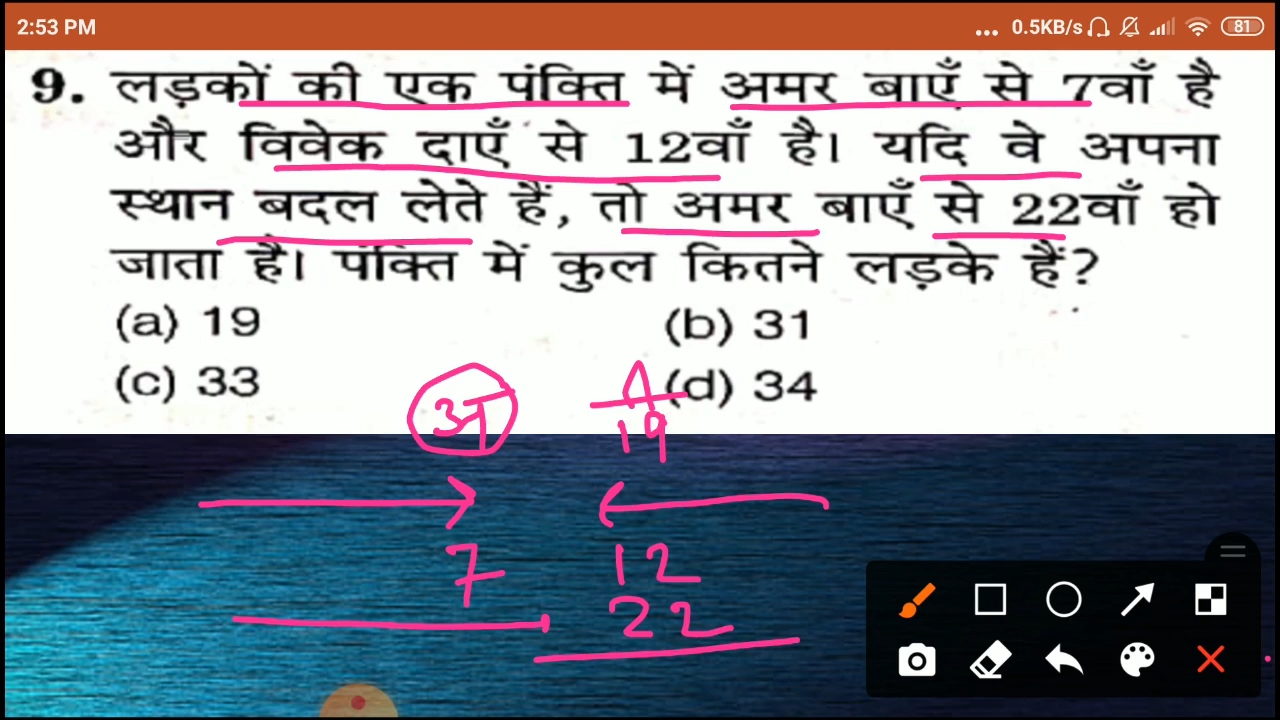 2:53 PM
... 0.5KB/s 81
9. लड़कों की एक पंक्ति में अमर बाएँ से 7वाँ है
और विवेक दाएँ से 12वाँ है। यदि वे अपना
स्थान बदल लेते हैं, तो अमर बाएँ से 22वाँ हो
जाता है। पंक्ति में कुल कितने लड़के हैं?
(a) 19 (b) 31
(c) 33 (d) 34
अ A
19
7 12
22